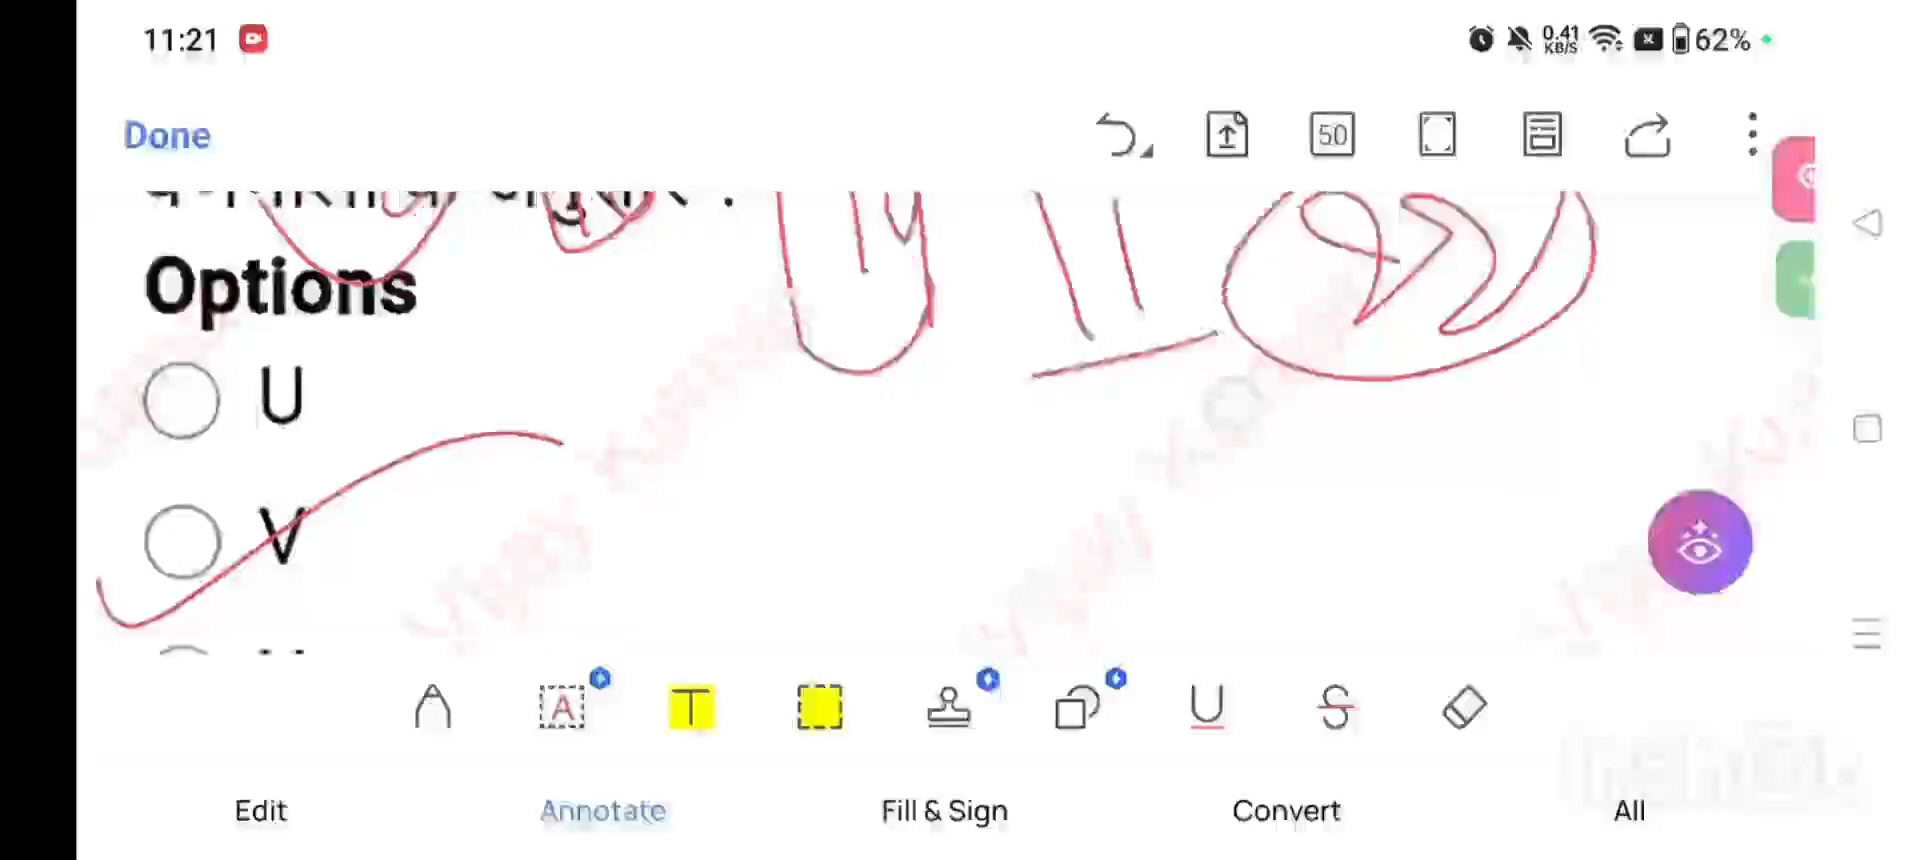 11:21
0.41
KB/S
62%
Done
50
Options
U
V
A
T
U
S
Edit
Annotate
Fill & Sign
Convert
All